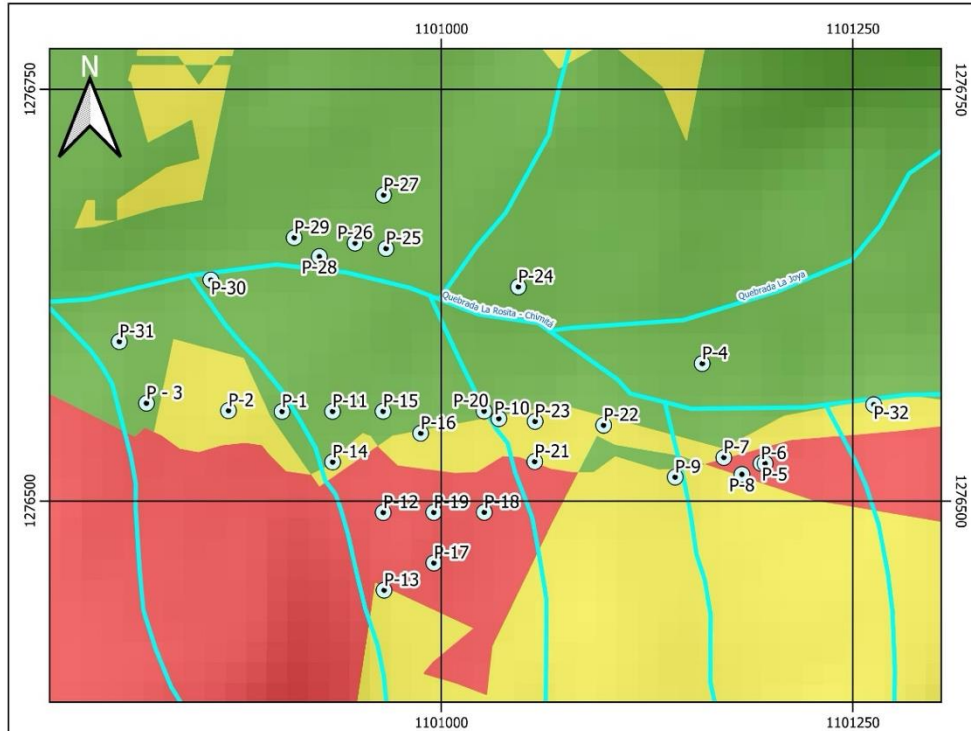 1101000
1101250
N
1276750
1276750
P-27
P-29
P-26
P-25
P-28
P-30
P-24
Quebrada La Joya
Quebrada La Rosita - Chimitá
P-31
P-4
P - 3
P-2
P-1
P-11
P-15
P-20
P-10
P-23
P-22
P-32
P-16
P-14
P-21
P-7
P-6
P-9
P-8
P-5
1276500
1276500
P-12
P-19
P-18
P-17
P-13
1101000
1101250